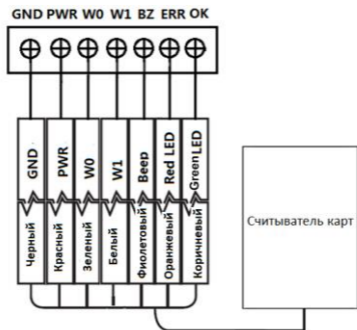 GND PWR W0 W1 BZ ERR OK
GND
PWR
W0
W1
Beep
Red LED
Green LED
Черный
Красный
Зеленый
Белый
Фиолетовый
Оранжевый
Коричневый
Считыватель карт